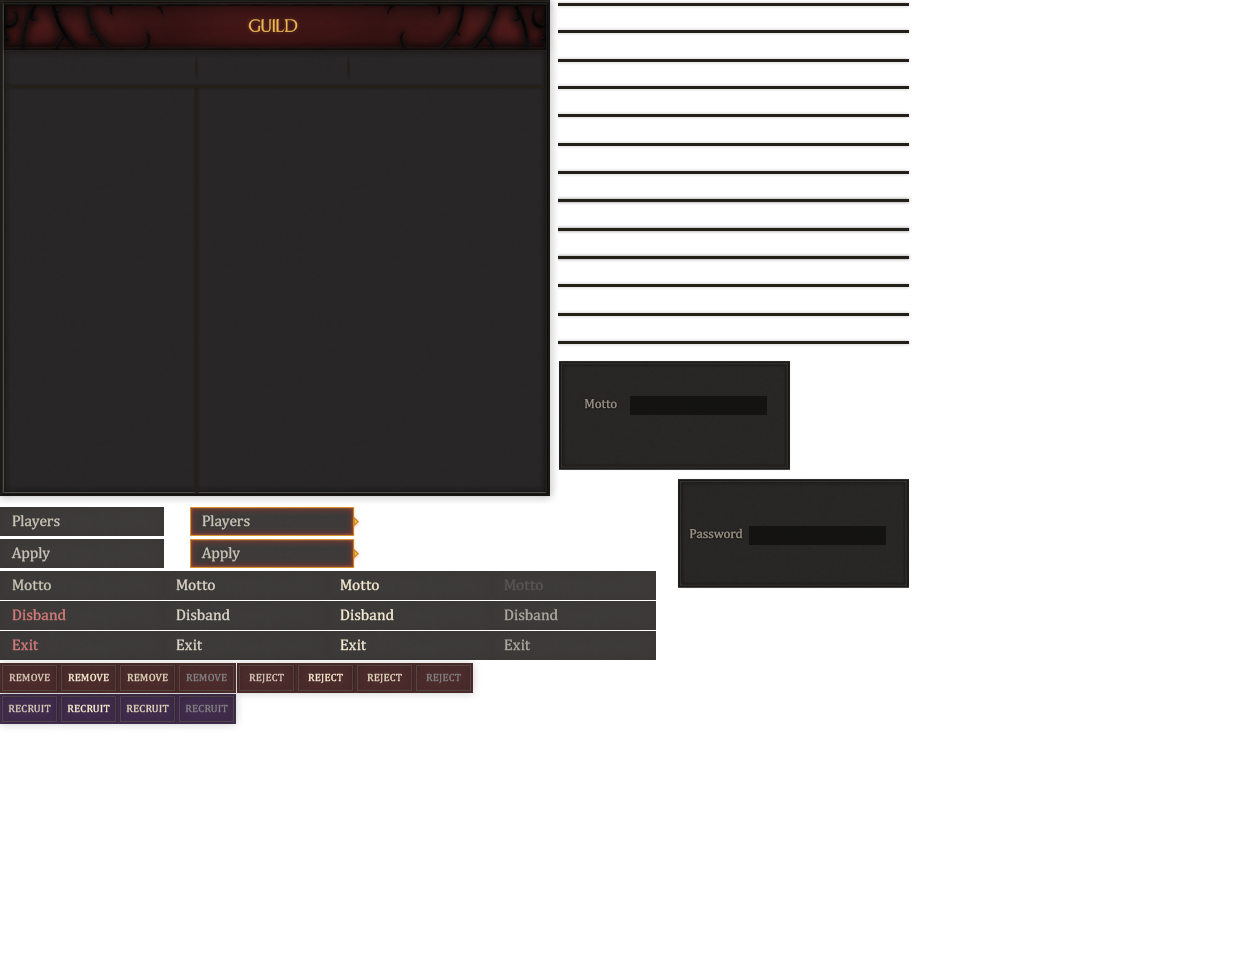 GUILD
Motto
Password
Players Players
Apply Apply
Motto Motto Motto Motto
Disband Disband Disband Disband
Exit Exit Exit Exit
REMOVE REMOVE REMOVE REMOVE REJECT REJECT REJECT REJECT
RECRUIT RECRUIT RECRUIT RECRUIT